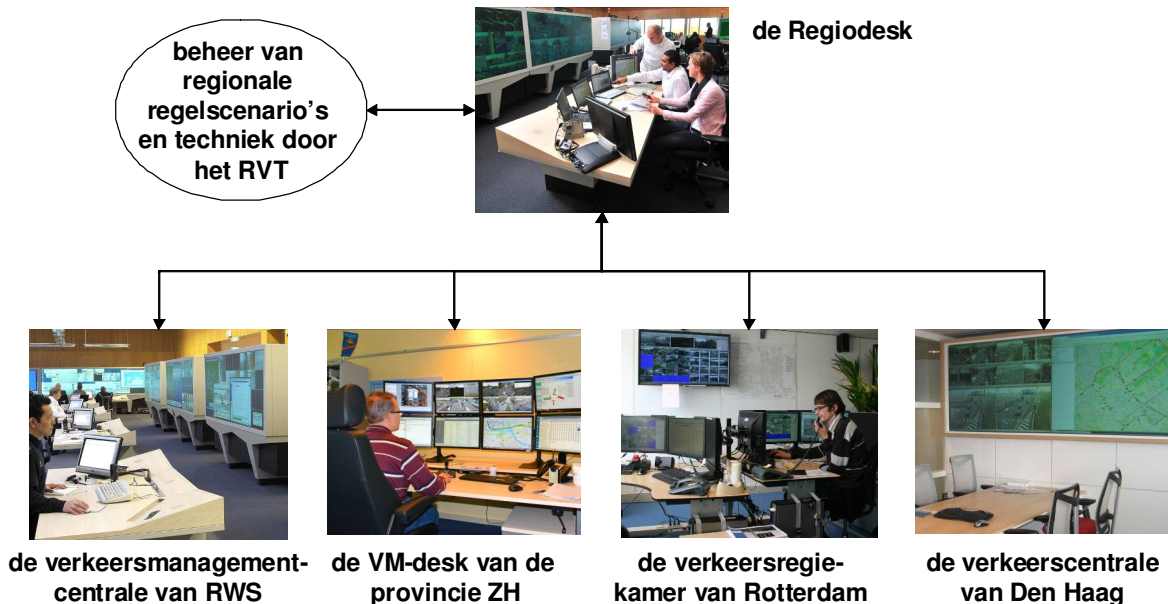 de Regiodesk
beheer van
regionale
regelscenario's
en techniek door
het RVT
de verkeersmanagement-
centrale van RWS
de VM-desk van de
provincie ZH
de verkeersregie-
kamer van Rotterdam
de verkeerscentrale
van Den Haag